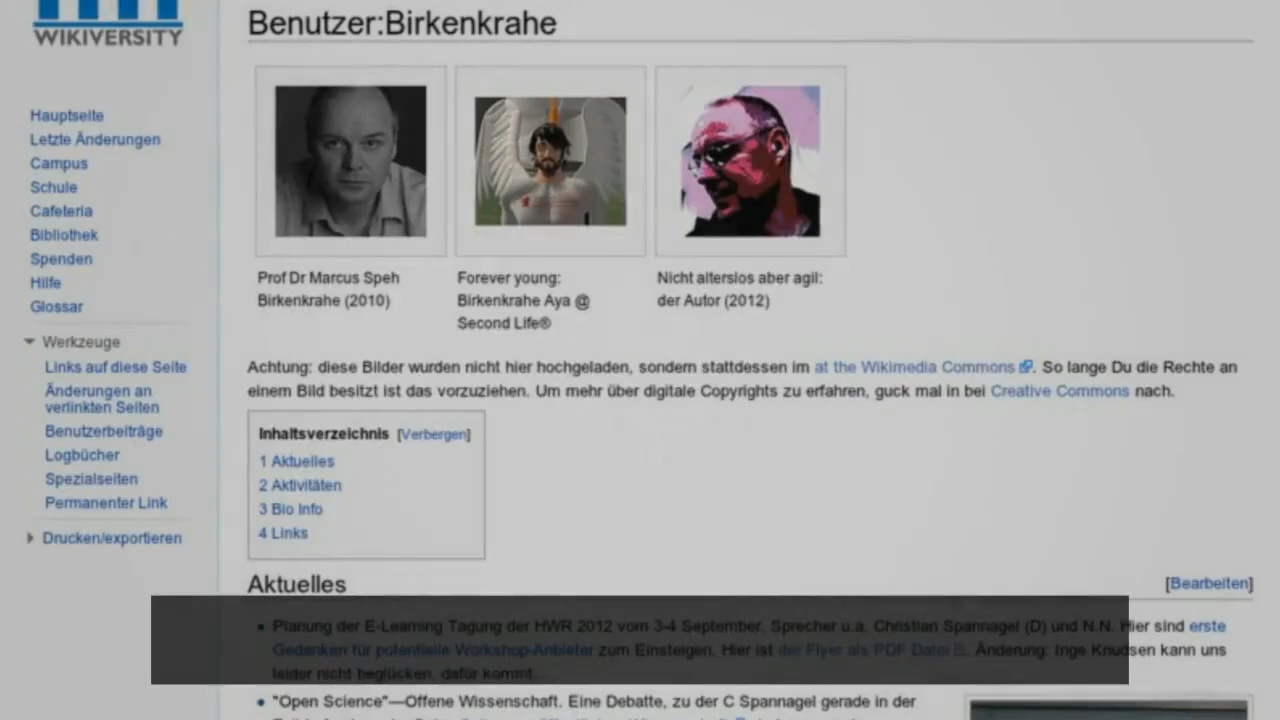 WIKIVERSITY
Hauptseite
Letzte Änderungen
Campus
Schule
Cafeteria
Bibliothek
Spenden
Hilfe
Glossar
Werkzeuge
Links auf diese Seite
Änderungen an
verlinkten Seiten
Benutzerbeiträge
Logbücher
Spezialseiten
Permanenter Link
Drucken/exportieren
Benutzer:Birkenkrahe
Prof Dr Marcus Speh
Birkenkrahe (2010)
Forever young:
Birkenkrahe Aya @
Second Life®
Nicht alterslos aber agil:
der Autor (2012)
Achtung: diese Bilder wurden nicht hier hochgeladen, sondern stattdessen im at the Wikimedia Commons. So lange Du die Rechte an
einem Bild besitzt ist das vorzuziehen. Um mehr über digitale Copyrights zu erfahren, guck mal in bei Creative Commons nach.
Inhaltsverzeichnis [Verbergen]
1 Aktuelles
2 Aktivitäten
3 Bio Info
4 Links
Aktuelles [Bearbeiten]
• Planung der E-Learning Tagung der HWR 2012 vom 3-4 September. Sprecher u.a. Christian Spannagel (D) und N.N. Hier sind erste
Gedanken für potentielle Workshop-Anbieter zum Einsteigen. Hier ist der Flyer als PDF Datei. Änderung: Inge Knudsen kann uns
leider nicht beglücken, dafür kommt...
• "Open Science"—Offene Wissenschaft. Eine Debatte, zu der C Spannagel gerade in der